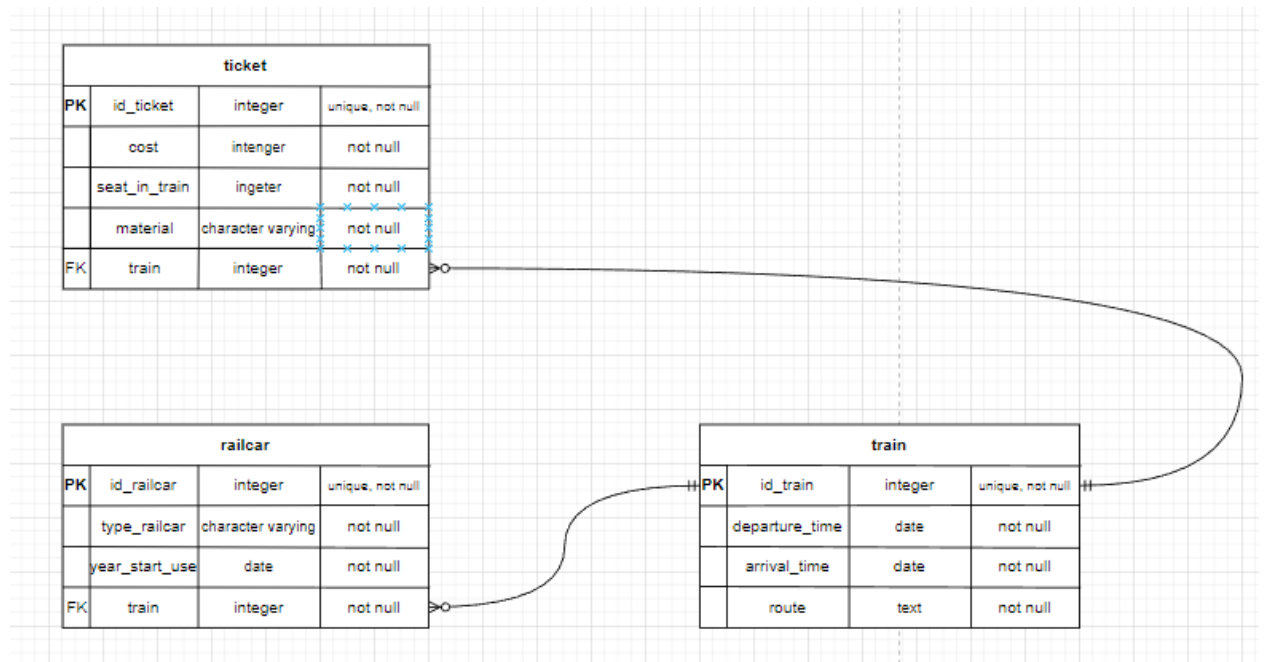 ticket
PK id_ticket integer unique, not null
cost intenger not null
seat_in_train ingeter not null
material character varying not null
FK train integer not null
railcar
PK id_railcar integer unique, not null
type_railcar character varying not null
year_start_use date not null
FK train integer not null
train
PK id_train integer unique, not null
departure_time date not null
arrival_time date not null
route text not null